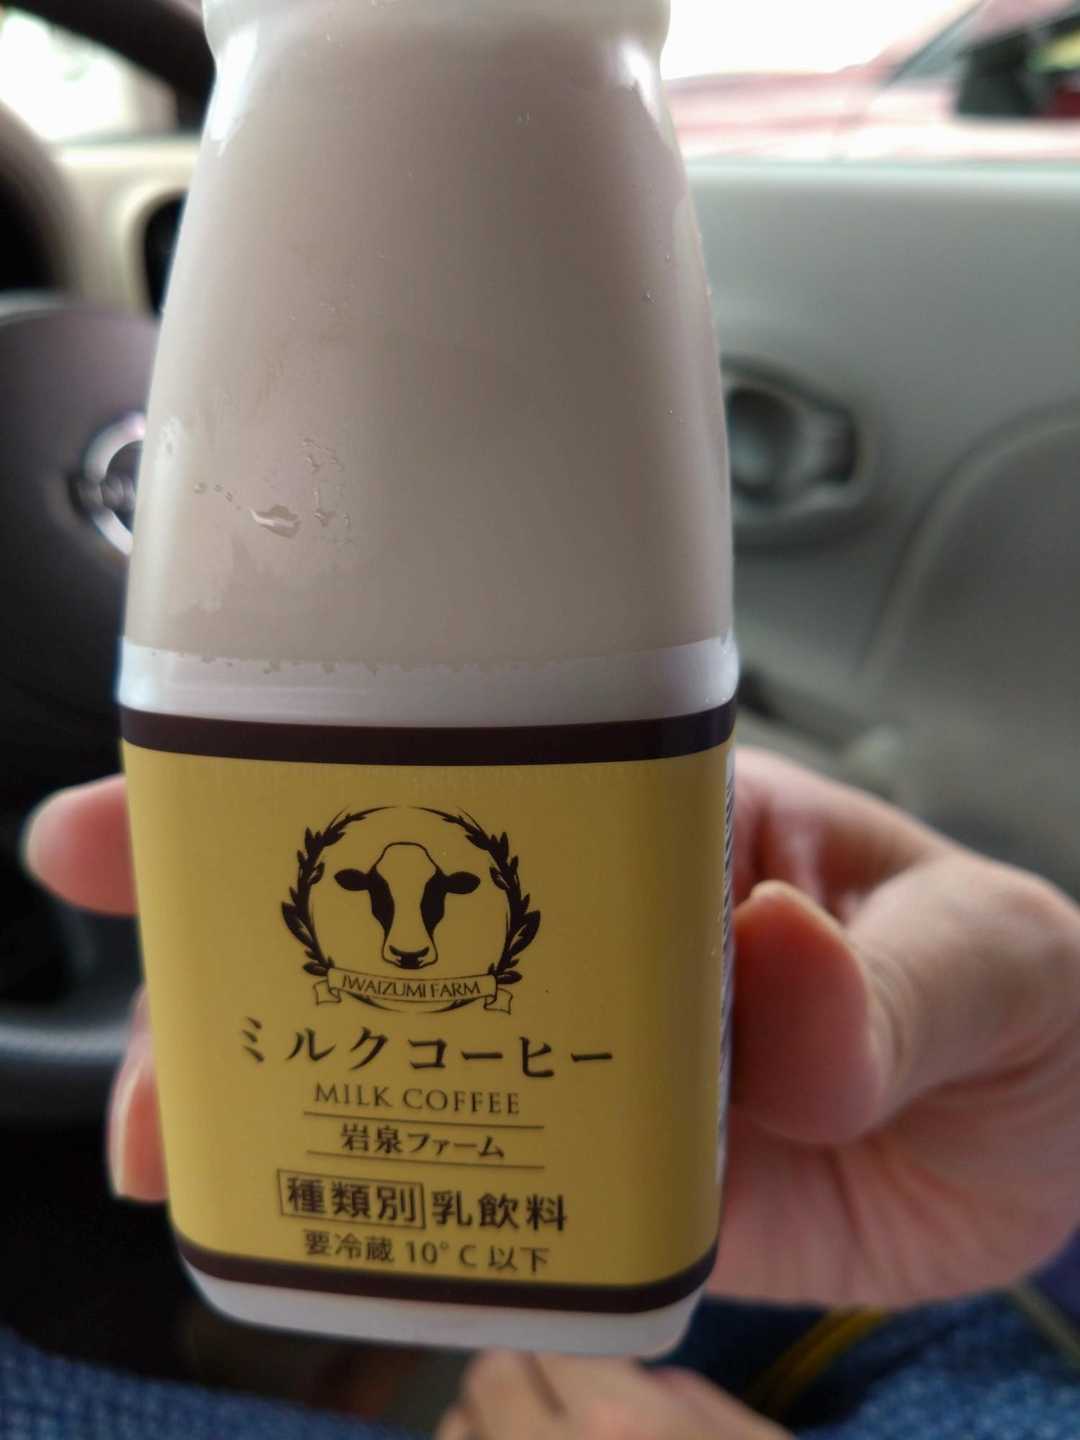 IWAIZUMI FARM
ミルクコーヒー
MILK COFFEE
岩泉ファーム
種類別 乳飲料
要冷蔵 10°C 以下